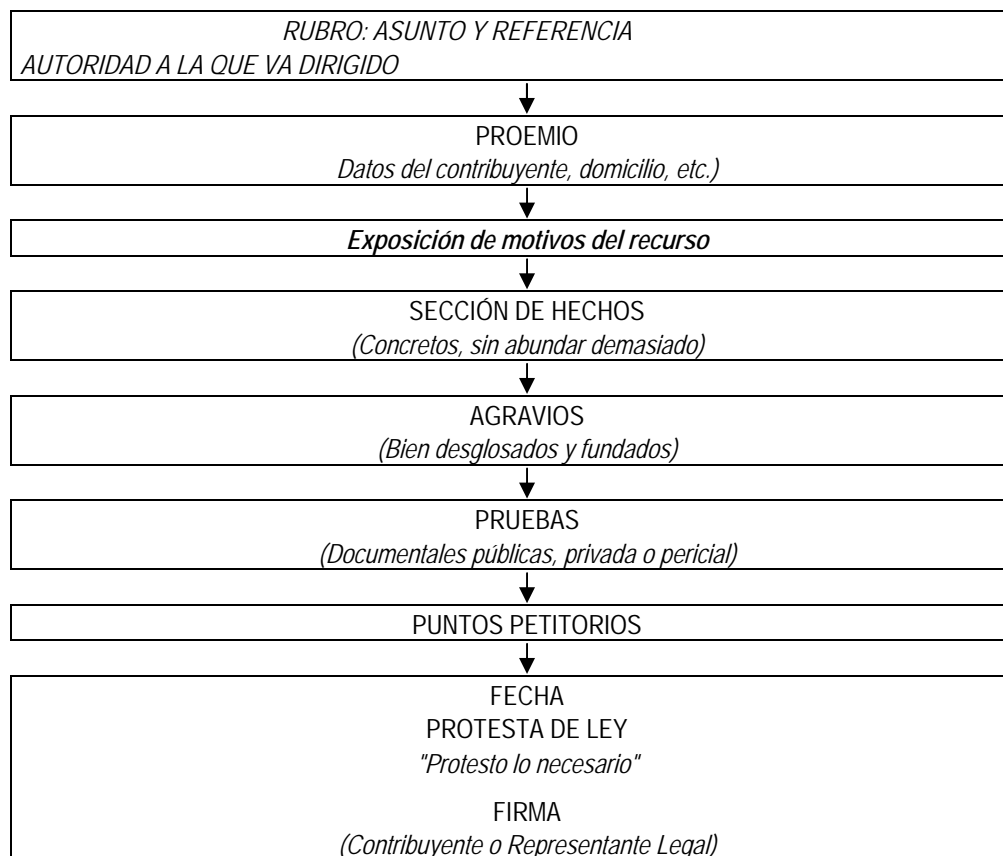 RUBRO: ASUNTO Y REFERENCIA
AUTORIDAD A LA QUE VA DIRIGIDO
PROEMIO
Datos del contribuyente, domicilio, etc.)
Exposición de motivos del recurso
SECCIÓN DE HECHOS
(Concretos, sin abundar demasiado)
AGRAVIOS
(Bien desglosados y fundados)
PRUEBAS
(Documentales públicas, privada o pericial)
PUNTOS PETITORIOS
FECHA
PROTESTA DE LEY
"Protesto lo necesario"
FIRMA
(Contribuyente o Representante Legal)